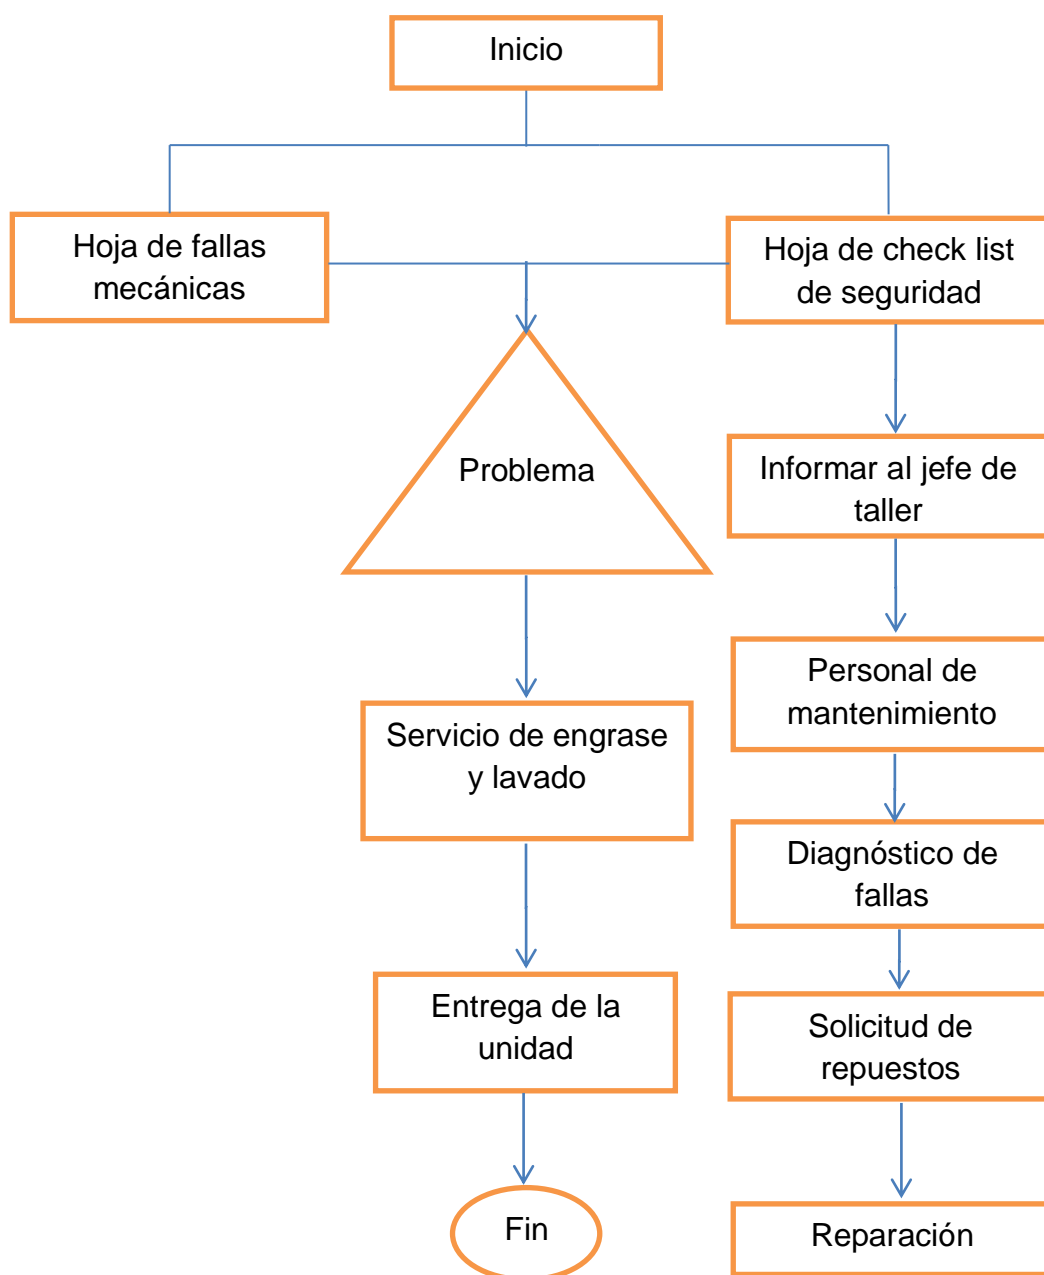 Inicio
Hoja de fallas
mecánicas
Hoja de check list
de seguridad
Problema
Informar al jefe de
taller
Personal de
mantenimiento
Servicio de engrase
y lavado
Diagnóstico de
fallas
Entrega de la
unidad
Solicitud de
repuestos
Fin
Reparación